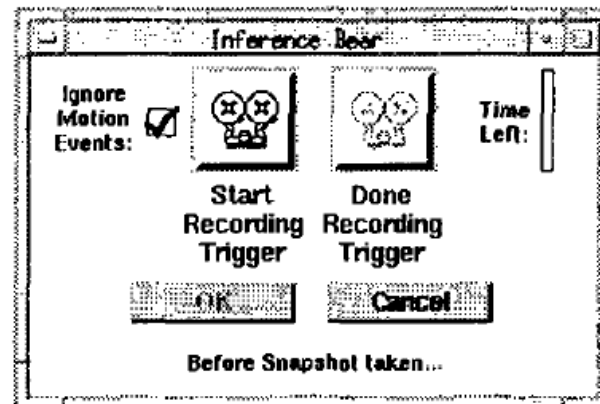 Inference Bear
Ignore
Motion
Events:
Time
Left:
Start
Recording
Trigger
Done
Recording
Trigger
OK
Cancel
Before Snapshot taken...